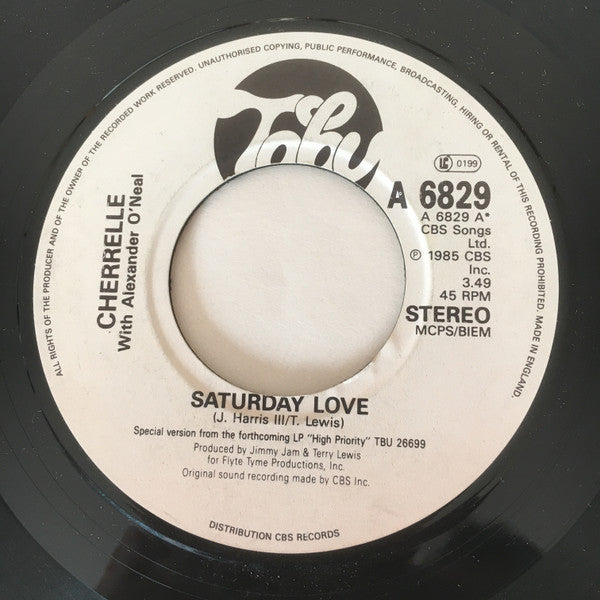 ALL RIGHTS OF THE PRODUCER AND OF THE OWNER OF THE RECORDED WORK RESERVED. UNAUTHORISED COPYING, PUBLIC PERFORMANCE, BROADCASTING, HIRING OR RENTAL OF THIS RECORDING PROHIBITED. MADE IN ENGLAND.
Tabu
LC 0199
A 6829
A 6829 A*
CBS Songs
Ltd.
℗ 1985 CBS
Inc.
3.49
45 RPM
STEREO
MCPS/BIEM
CHERRELLE
With Alexander O'Neal
SATURDAY LOVE
(J. Harris III/T. Lewis)
Special version from the forthcoming LP "High Priority" TBU 26699
Produced by Jimmy Jam & Terry Lewis
for Flyte Tyme Productions, Inc.
Original sound recording made by CBS Inc.
DISTRIBUTION CBS RECORDS